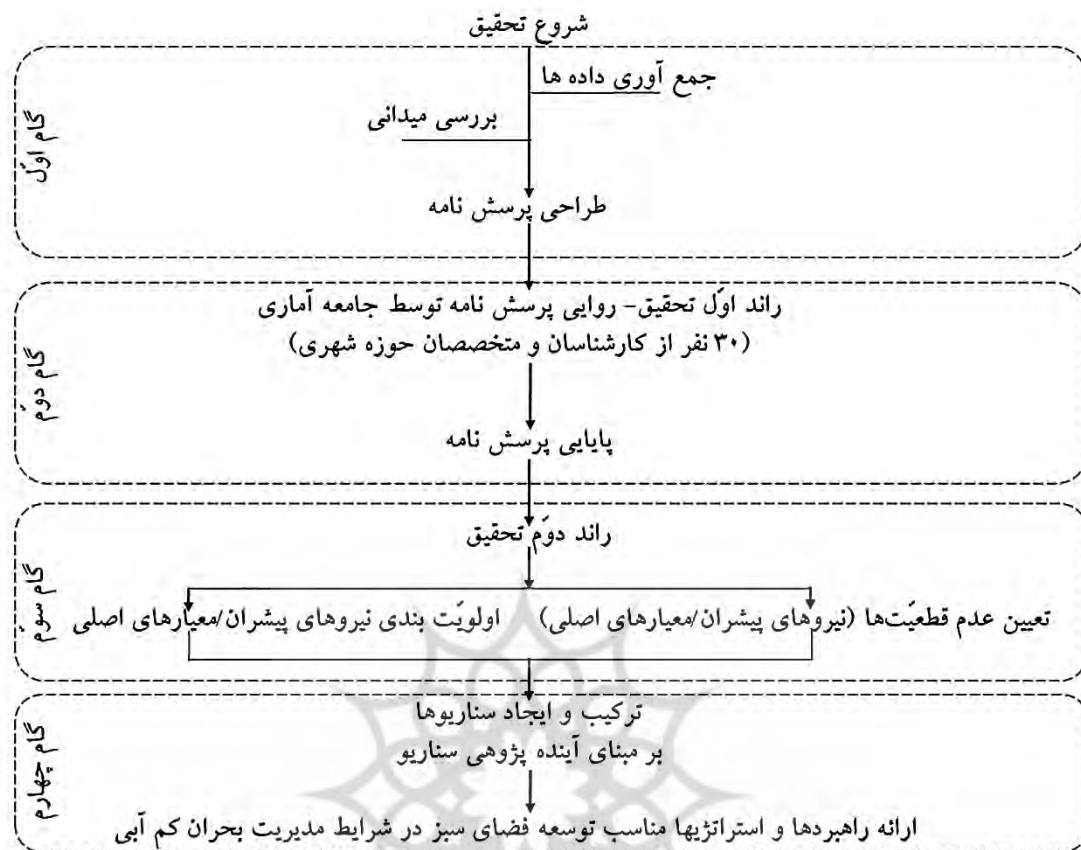 شروع تحقیق
گام اوّل
جمع آوری داده ها
بررسی میدانی
طراحی پرسش نامه
گام دوّم
راند اوّل تحقیق- روایی پرسش نامه توسط جامعه آماری
(۳۰ نفر از کارشناسان و متخصصان حوزه شهری)
پایایی پرسش نامه
گام سوّم
راند دوّم تحقیق
تعیین عدم قطعیّت‌ها (نیروهای پیشران/معیارهای اصلی)
اولویّت بندی نیروهای پیشران/معیارهای اصلی
گام چهارم
ترکیب و ایجاد سناریوها
بر مبنای آینده پژوهی سناریو
ارائه راهبردها و استراتژیها مناسب توسعه فضای سبز در شرایط مدیریت بحران کم آبی